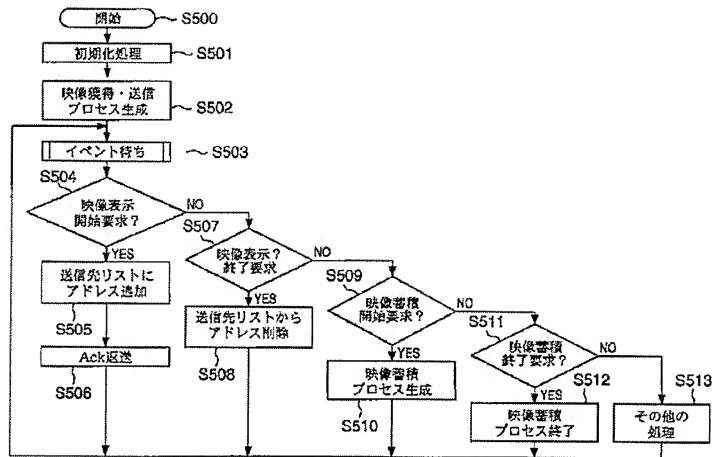 開始
S500
初期化処理
S501
映像獲得・送信
プロセス生成
S502
イベント待ち
S503
S504
映像表示
開始要求?
NO
YES
送信先リストに
アドレス追加
S505
Ack返送
S506
S507
映像表示?
終了要求
NO
YES
送信先リストから
アドレス削除
S508
S509
映像蓄積
開始要求?
NO
YES
映像蓄積
プロセス生成
S510
S511
映像蓄積
終了要求?
NO
YES
S512
映像蓄積
プロセス終了
S513
その他の
処理